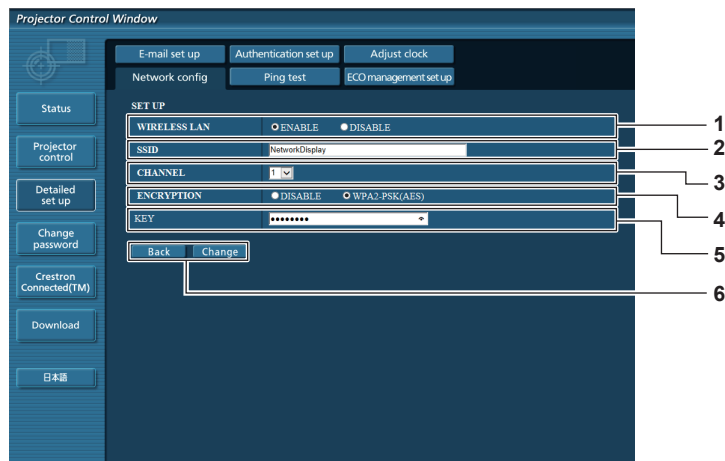 Projector Control Window
E-mail set up
Authentication set up
Adjust clock
Network config
Ping test
ECO management set up
Status
Projector
control
Detailed
set up
Change
password
Crestron
Connected(TM)
Download
日本語
SET UP
WIRELESS LAN ENABLE DISABLE
SSID NetworkDisplay
CHANNEL 1
ENCRYPTION DISABLE WPA2-PSK(AES)
KEY ••••••••
Back Change
1
2
3
4
5
6